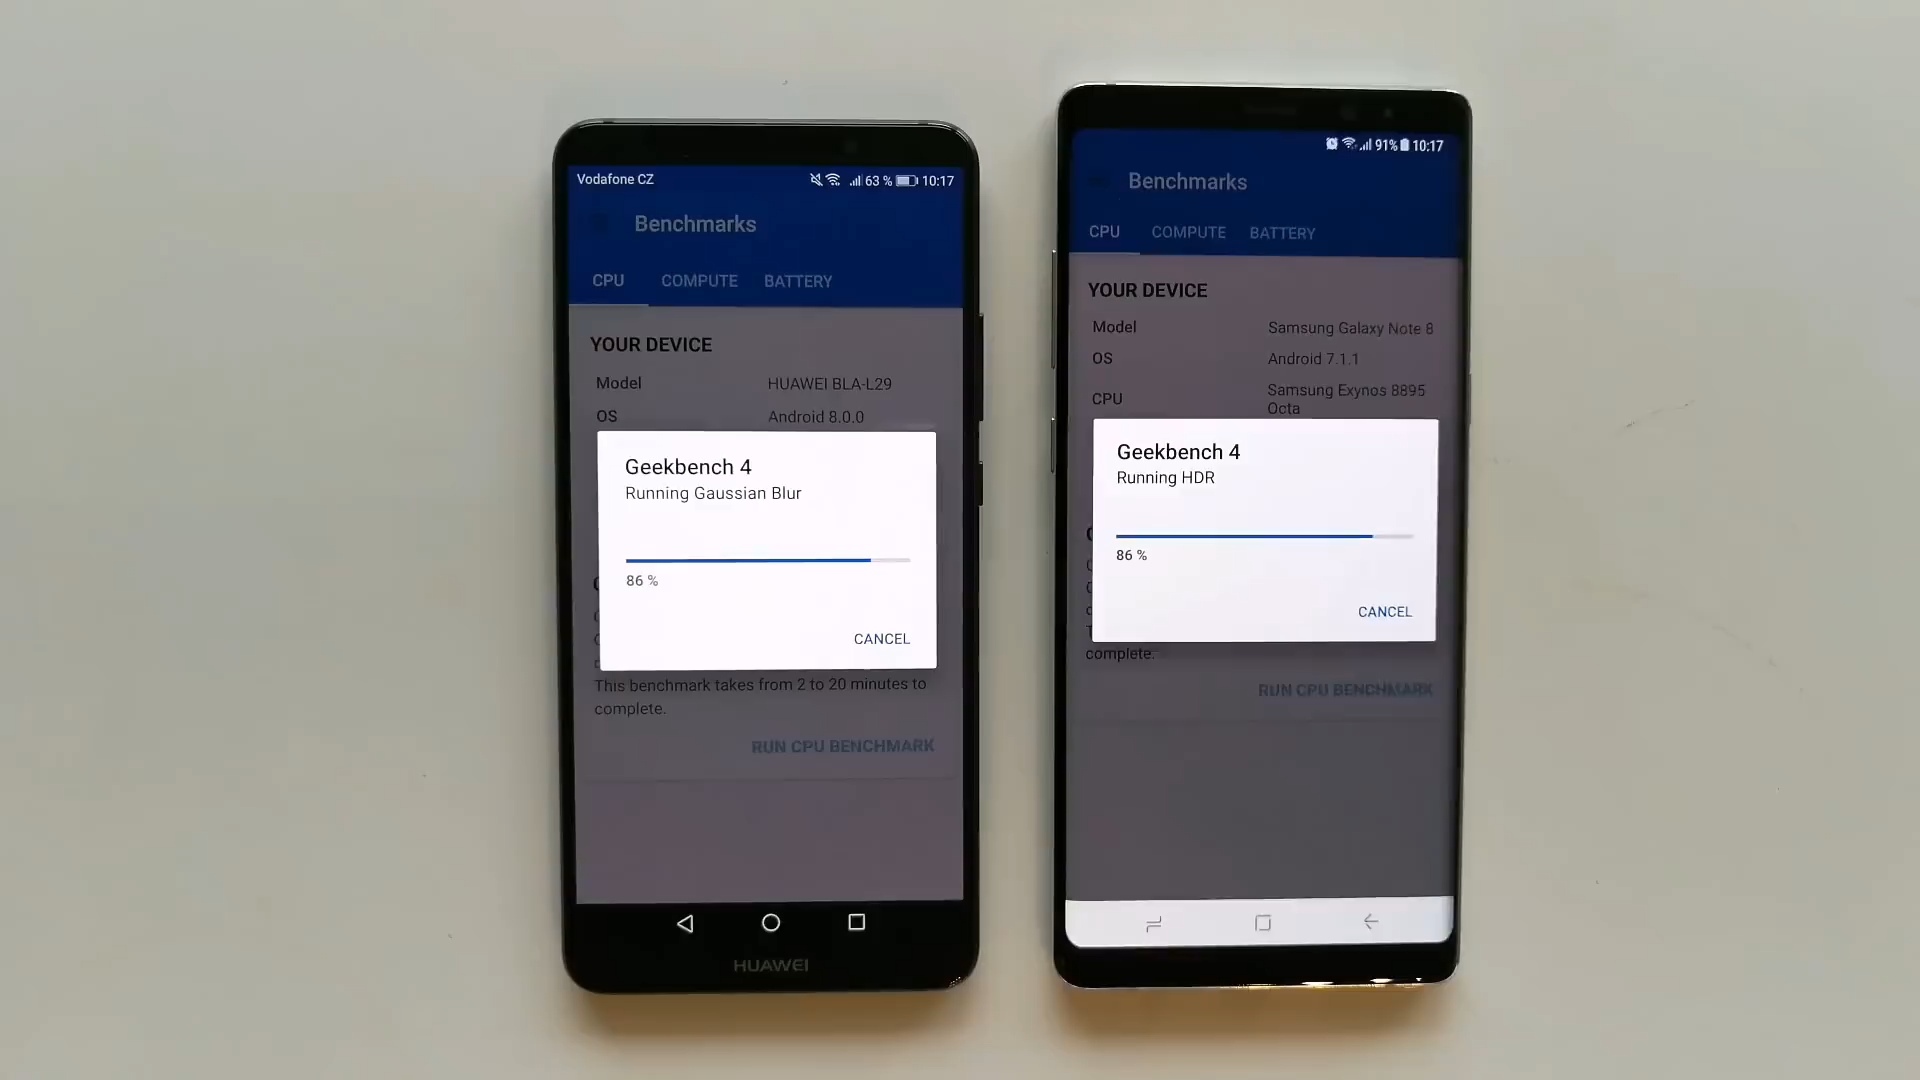 Vodafone CZ 63 % 10:17
Benchmarks
CPU COMPUTE BATTERY
YOUR DEVICE
Model HUAWEI BLA-L29
OS Android 8.0.0
Geekbench 4
Running Gaussian Blur
86 %
CANCEL
This benchmark takes from 2 to 20 minutes to
complete.
RUN CPU BENCHMARK
HUAWEI
91% 10:17
Benchmarks
CPU COMPUTE BATTERY
YOUR DEVICE
Model Samsung Galaxy Note 8
OS Android 7.1.1
CPU Samsung Exynos 8895
Octa
Geekbench 4
Running HDR
86 %
CANCEL
complete.
RUN CPU BENCHMARK